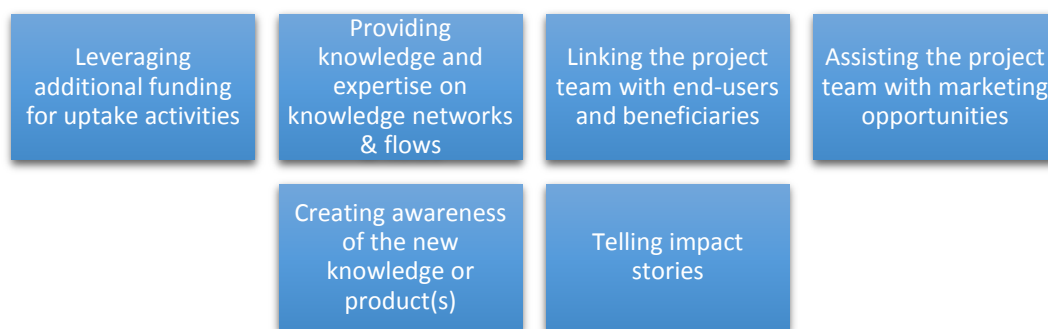 Leveraging
additional funding
for uptake activities
Providing
knowledge and
expertise on
knowledge networks
& flows
Linking the project
team with end-users
and beneficiaries
Assisting the project
team with marketing
opportunities
Creating awareness
of the new
knowledge or
product(s)
Telling impact
stories